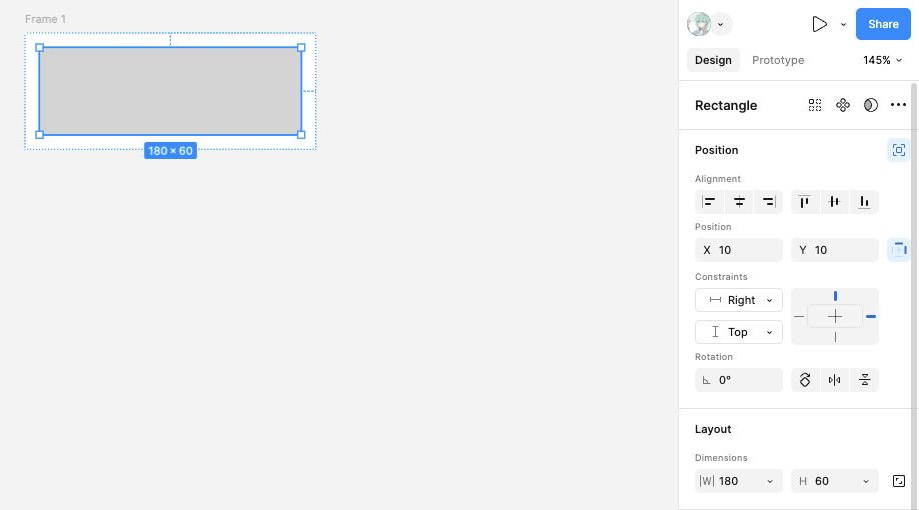 Frame 1
180 × 60
Share
Design Prototype 145%
Rectangle
Position
Alignment
Position
X 10 Y 10
Constraints
Right
Top
Rotation
0°
Layout
Dimensions
W 180 H 60